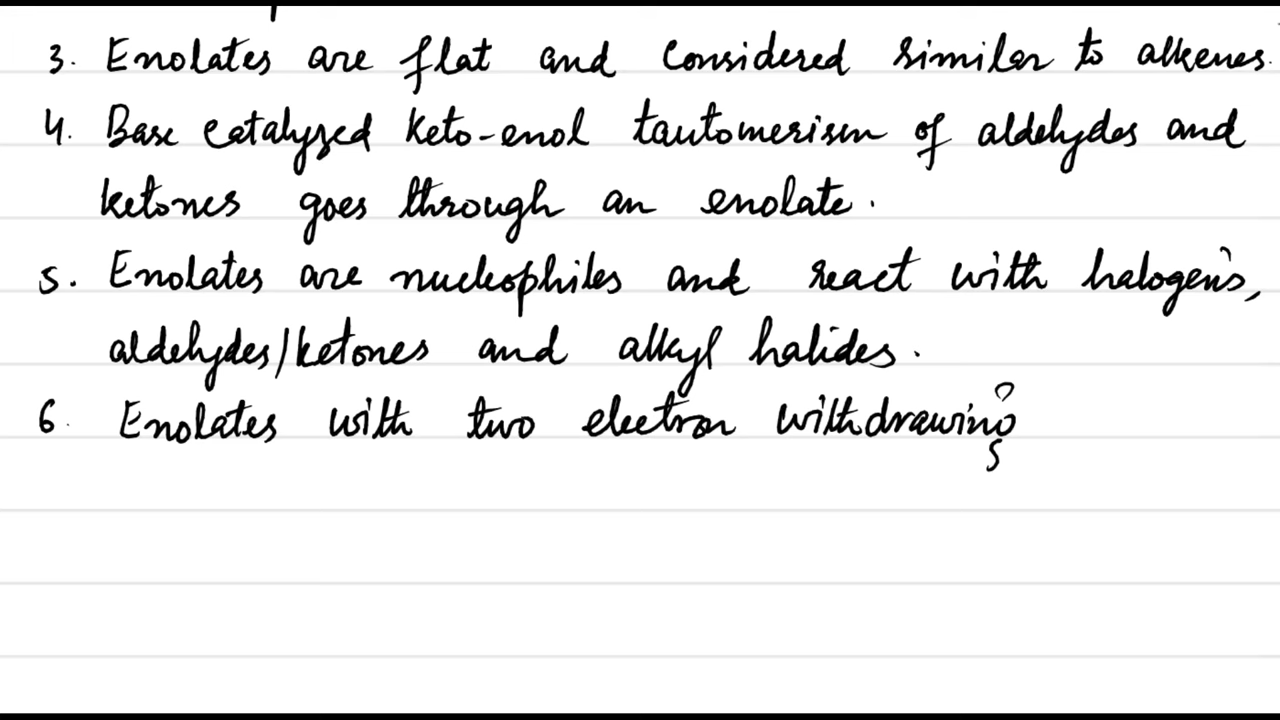 3. Enolates are flat and considered similar to alkenes.
4. Base catalyzed keto-enol tautomerism of aldehydes and
ketones goes through an enolate.
5. Enolates are nucleophiles and react with halogens,
aldehydes/ketones and alkyl halides.
6. Enolates with two electron withdrawing